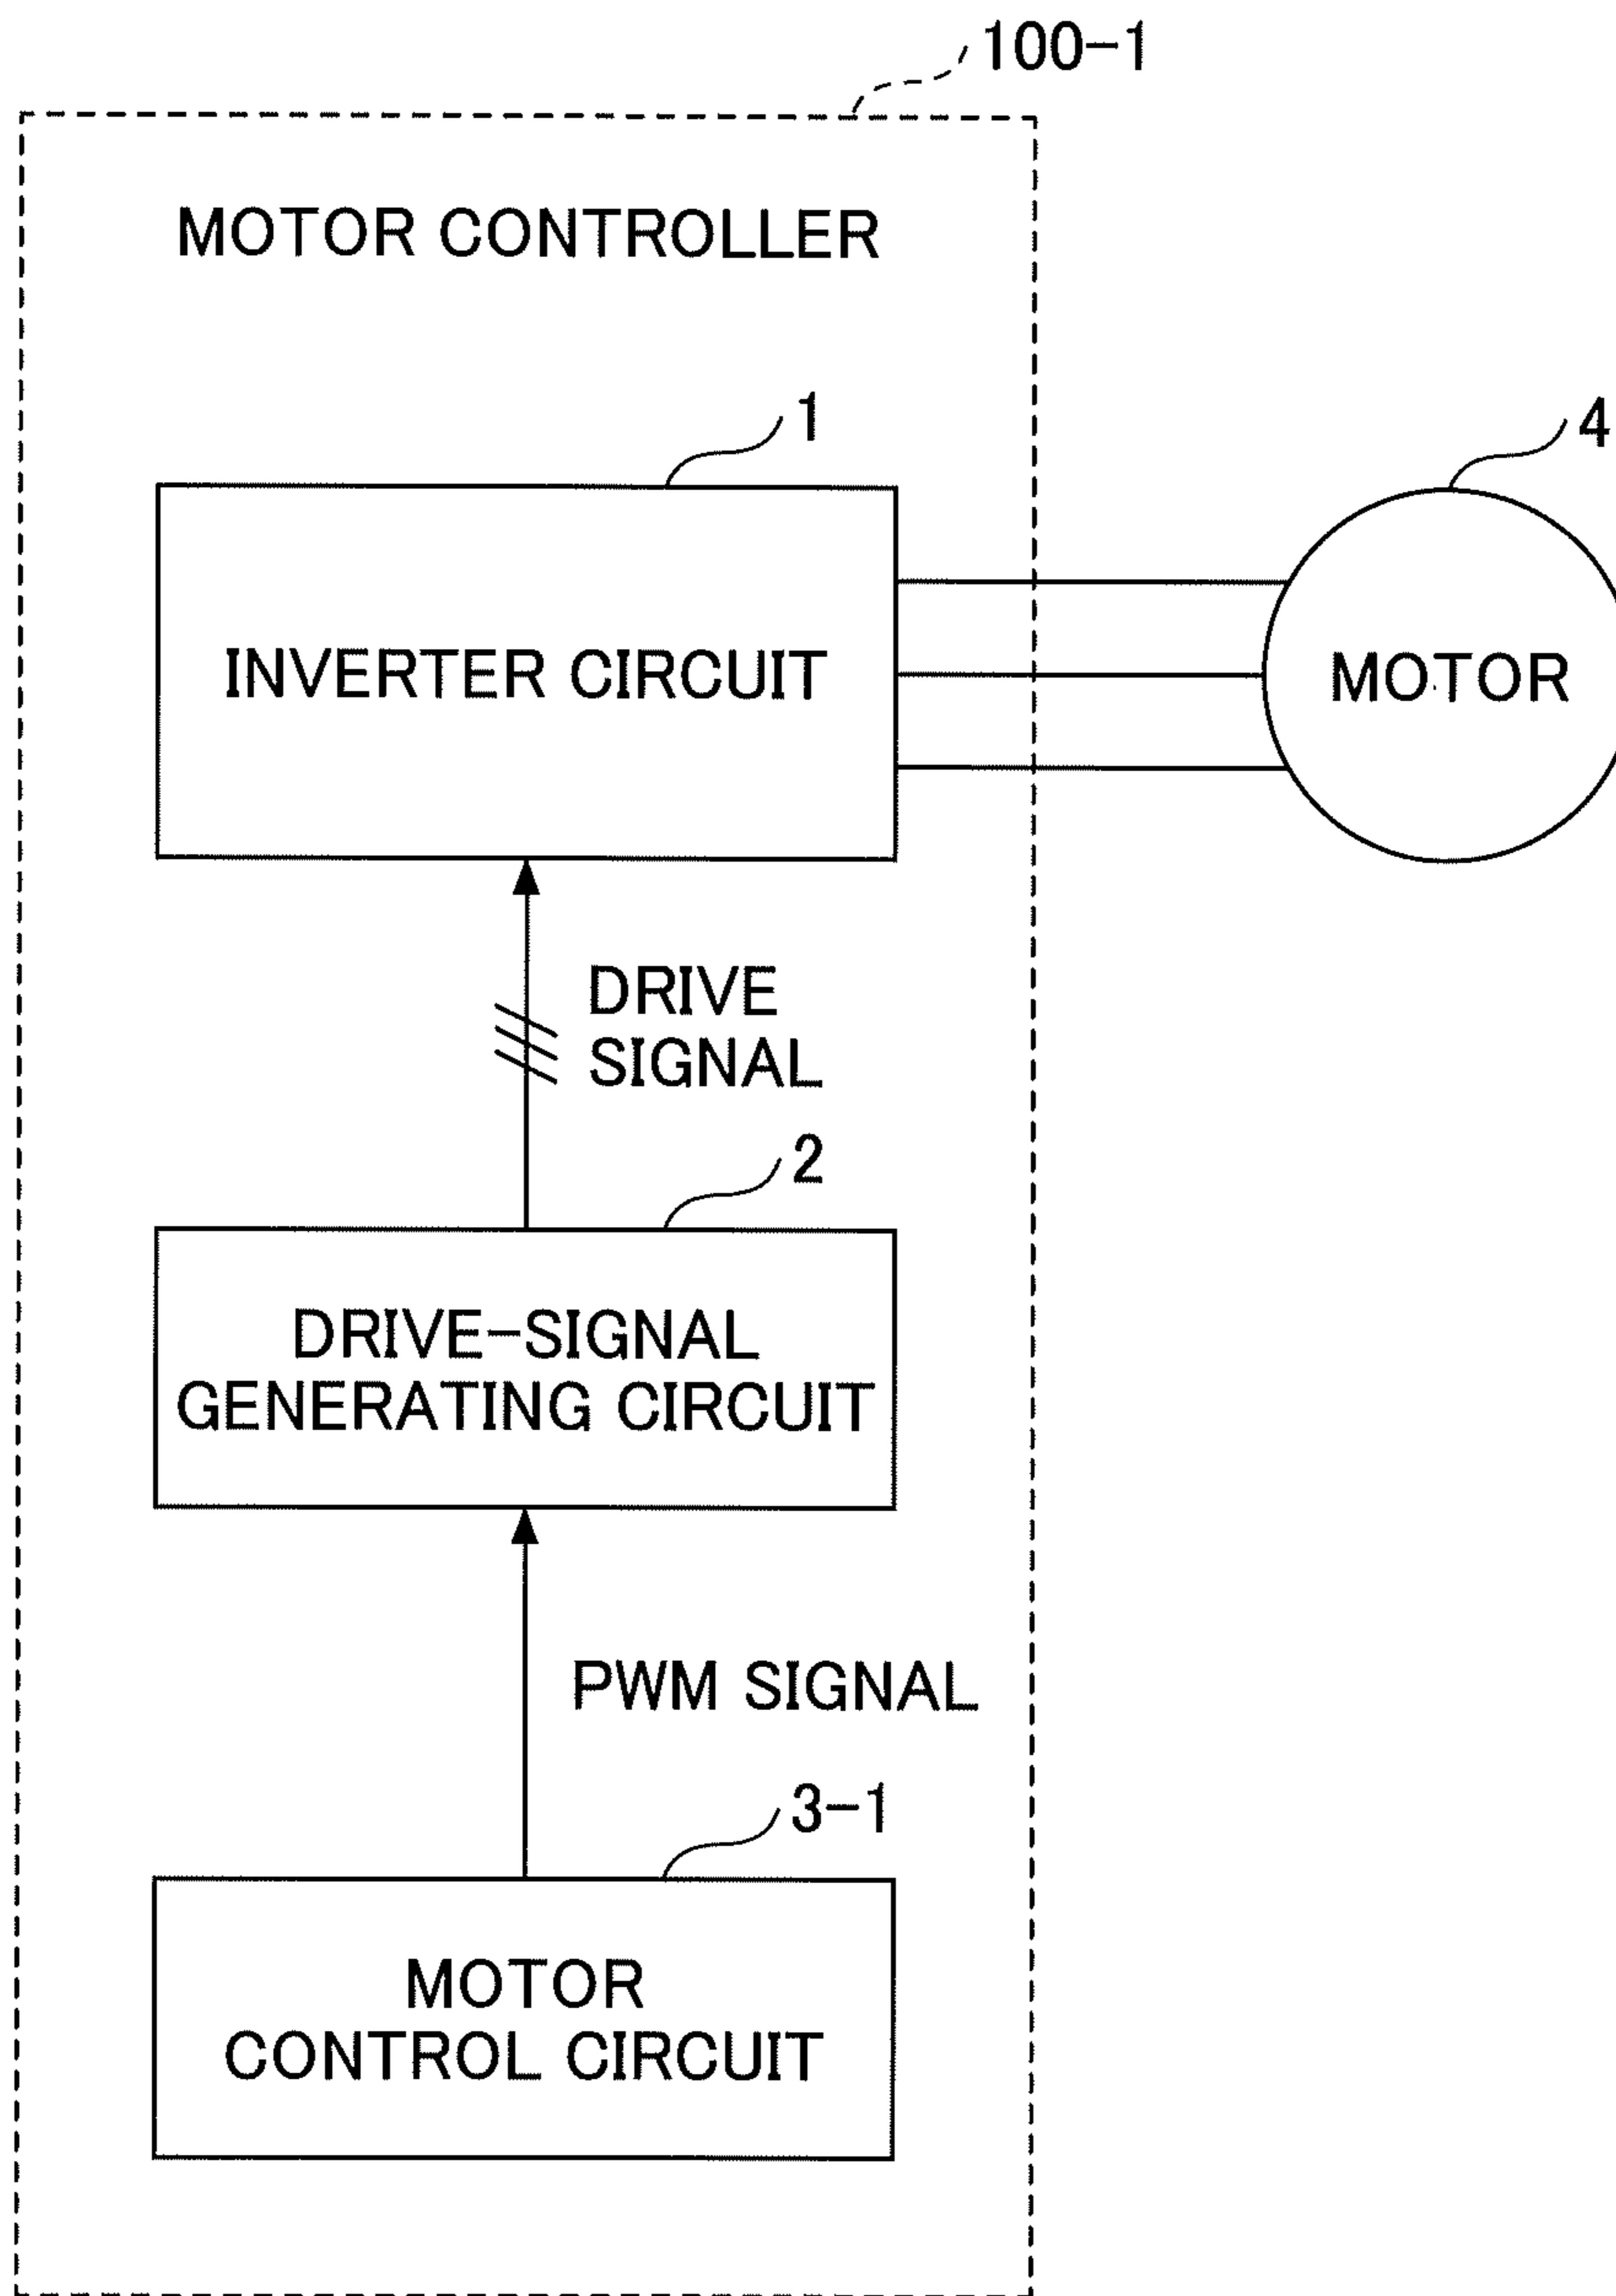 100-1
MOTOR CONTROLLER
1
4
INVERTER CIRCUIT
MOTOR
DRIVE
SIGNAL
2
DRIVE-SIGNAL
GENERATING CIRCUIT
PWM SIGNAL
3-1
MOTOR
CONTROL CIRCUIT